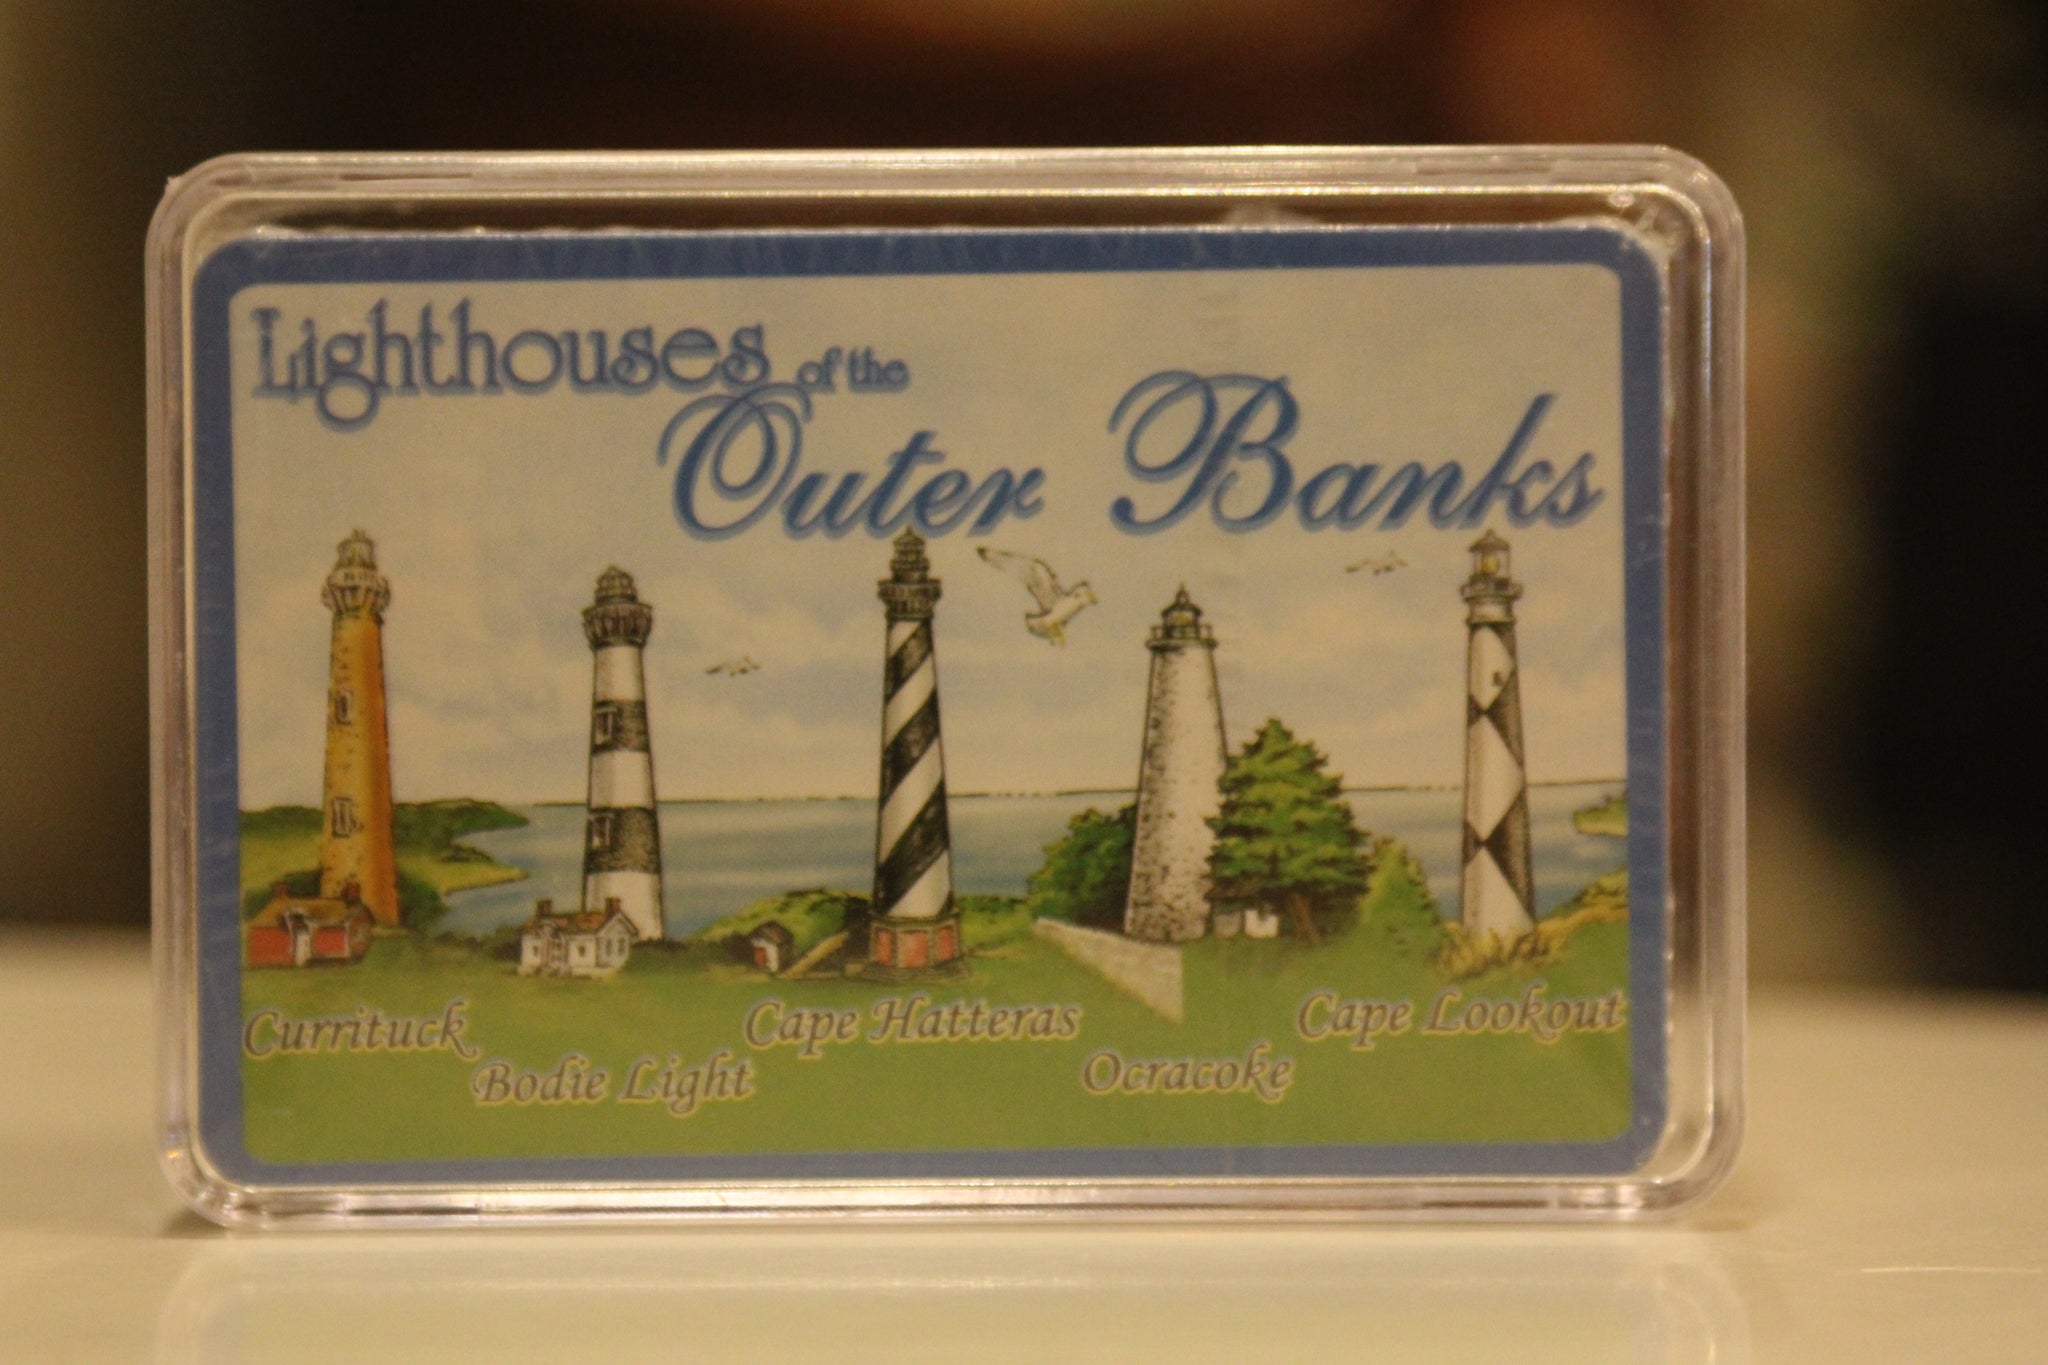 Lighthouses of the
Outer Banks
Currituck
Bodie Light
Cape Hatteras
Ocracoke
Cape Lookout